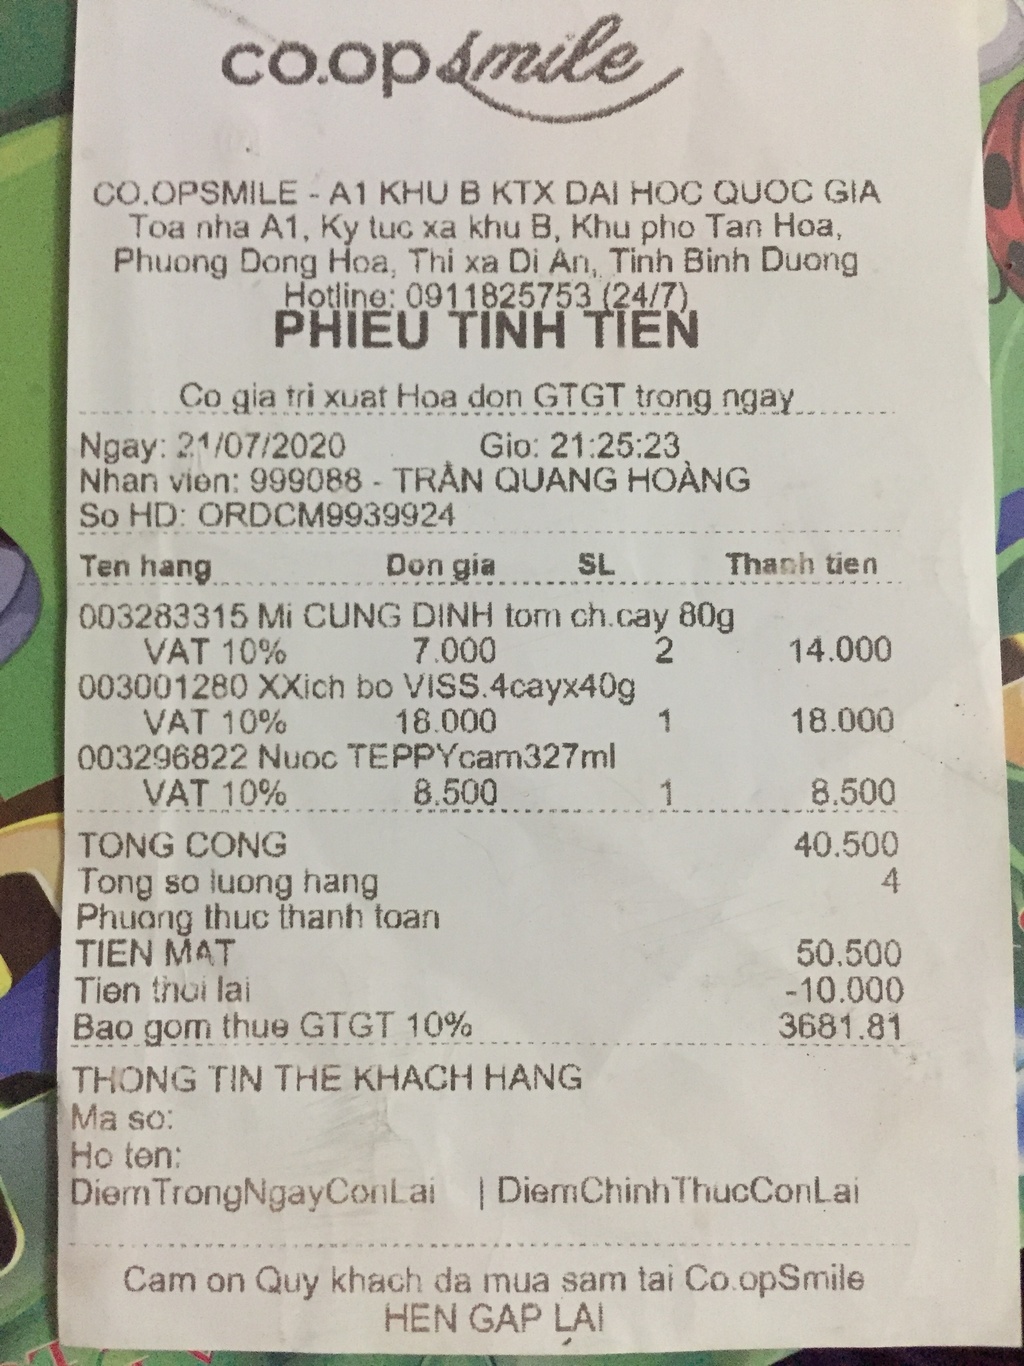 co.opsmile
CO.OPSMILE - A1 KHU B KTX DAI HOC QUOC GIA
Toa nha A1, Ky tuc xa khu B, Khu pho Tan Hoa,
Phuong Dong Hoa, Thi xa Di An, Tinh Binh Duong
Hotline: 0911825753 (24/7)
PHIEU TINH TIEN
Co gia tri xuat Hoa don GTGT trong ngay
Ngay: 21/07/2020 Gio: 21:25:23
Nhan vien: 999088 - TRẦN QUANG HOÀNG
So HD: ORDCM9939924
Ten hang Don gia SL Thanh tien
003283315 Mi CUNG DINH tom ch.cay 80g
VAT 10% 7.000 2 14.000
003001280 XXich bo VISS.4cayx40g
VAT 10% 18.000 1 18.000
003296822 Nuoc TEPPYcam327ml
VAT 10% 8.500 1 8.500
TONG CONG 40.500
Tong so luong hang 4
Phuong thuc thanh toan
TIEN MAT 50.500
Tien thoi lai -10.000
Bao gom thue GTGT 10% 3681.81
THONG TIN THE KHACH HANG
Ma so:
Ho ten:
DiemTrongNgayConLai | DiemChinhThucConLai
Cam on Quy khach da mua sam tai Co.opSmile
HEN GAP LAI